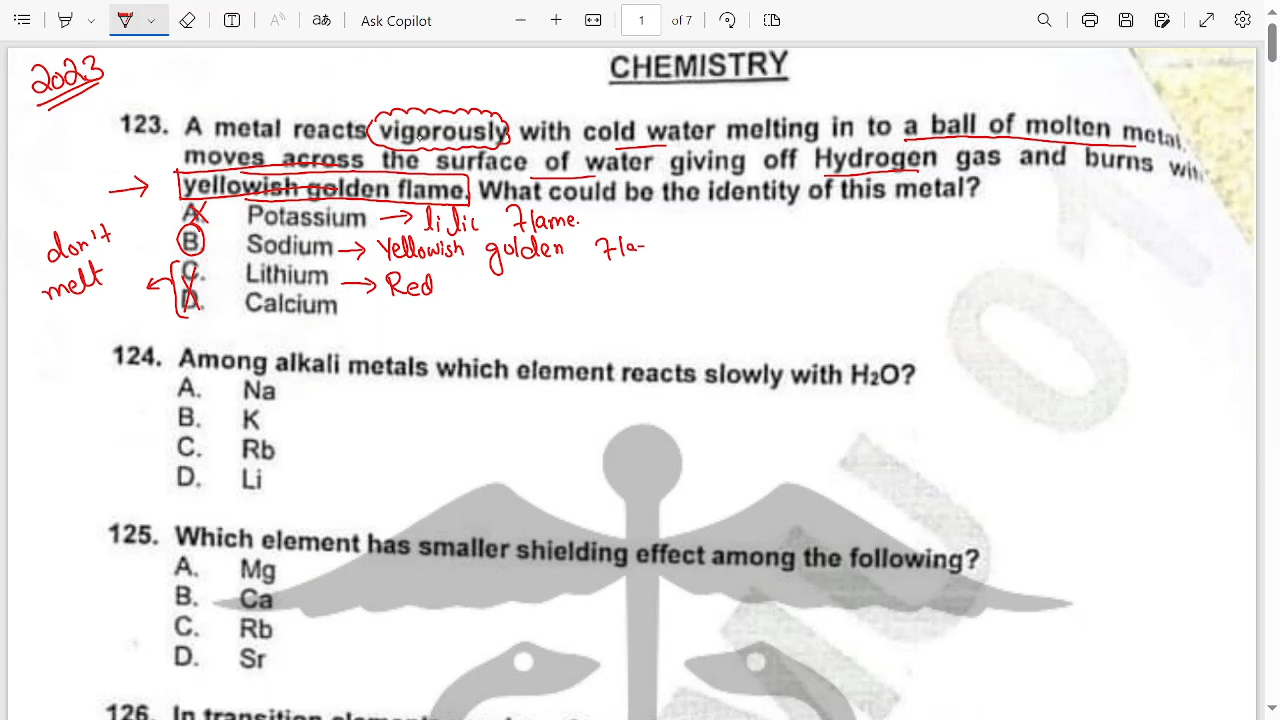 Ask Copilot
1 of 7
2023
CHEMISTRY
123. A metal reacts vigorously with cold water melting in to a ball of molten metal,
moves across the surface of water giving off Hydrogen gas and burns with
yellowish golden flame. What could be the identity of this metal?
A. Potassium → lilic flame.
B Sodium → Yellowish golden fla-
C. Lithium → Red
D. Calcium
don't
melt
124. Among alkali metals which element reacts slowly with H₂O?
A. Na
B. K
C. Rb
D. Li
125. Which element has smaller shielding effect among the following?
A. Mg
B. Ca
C. Rb
D. Sr
126. In transition elements